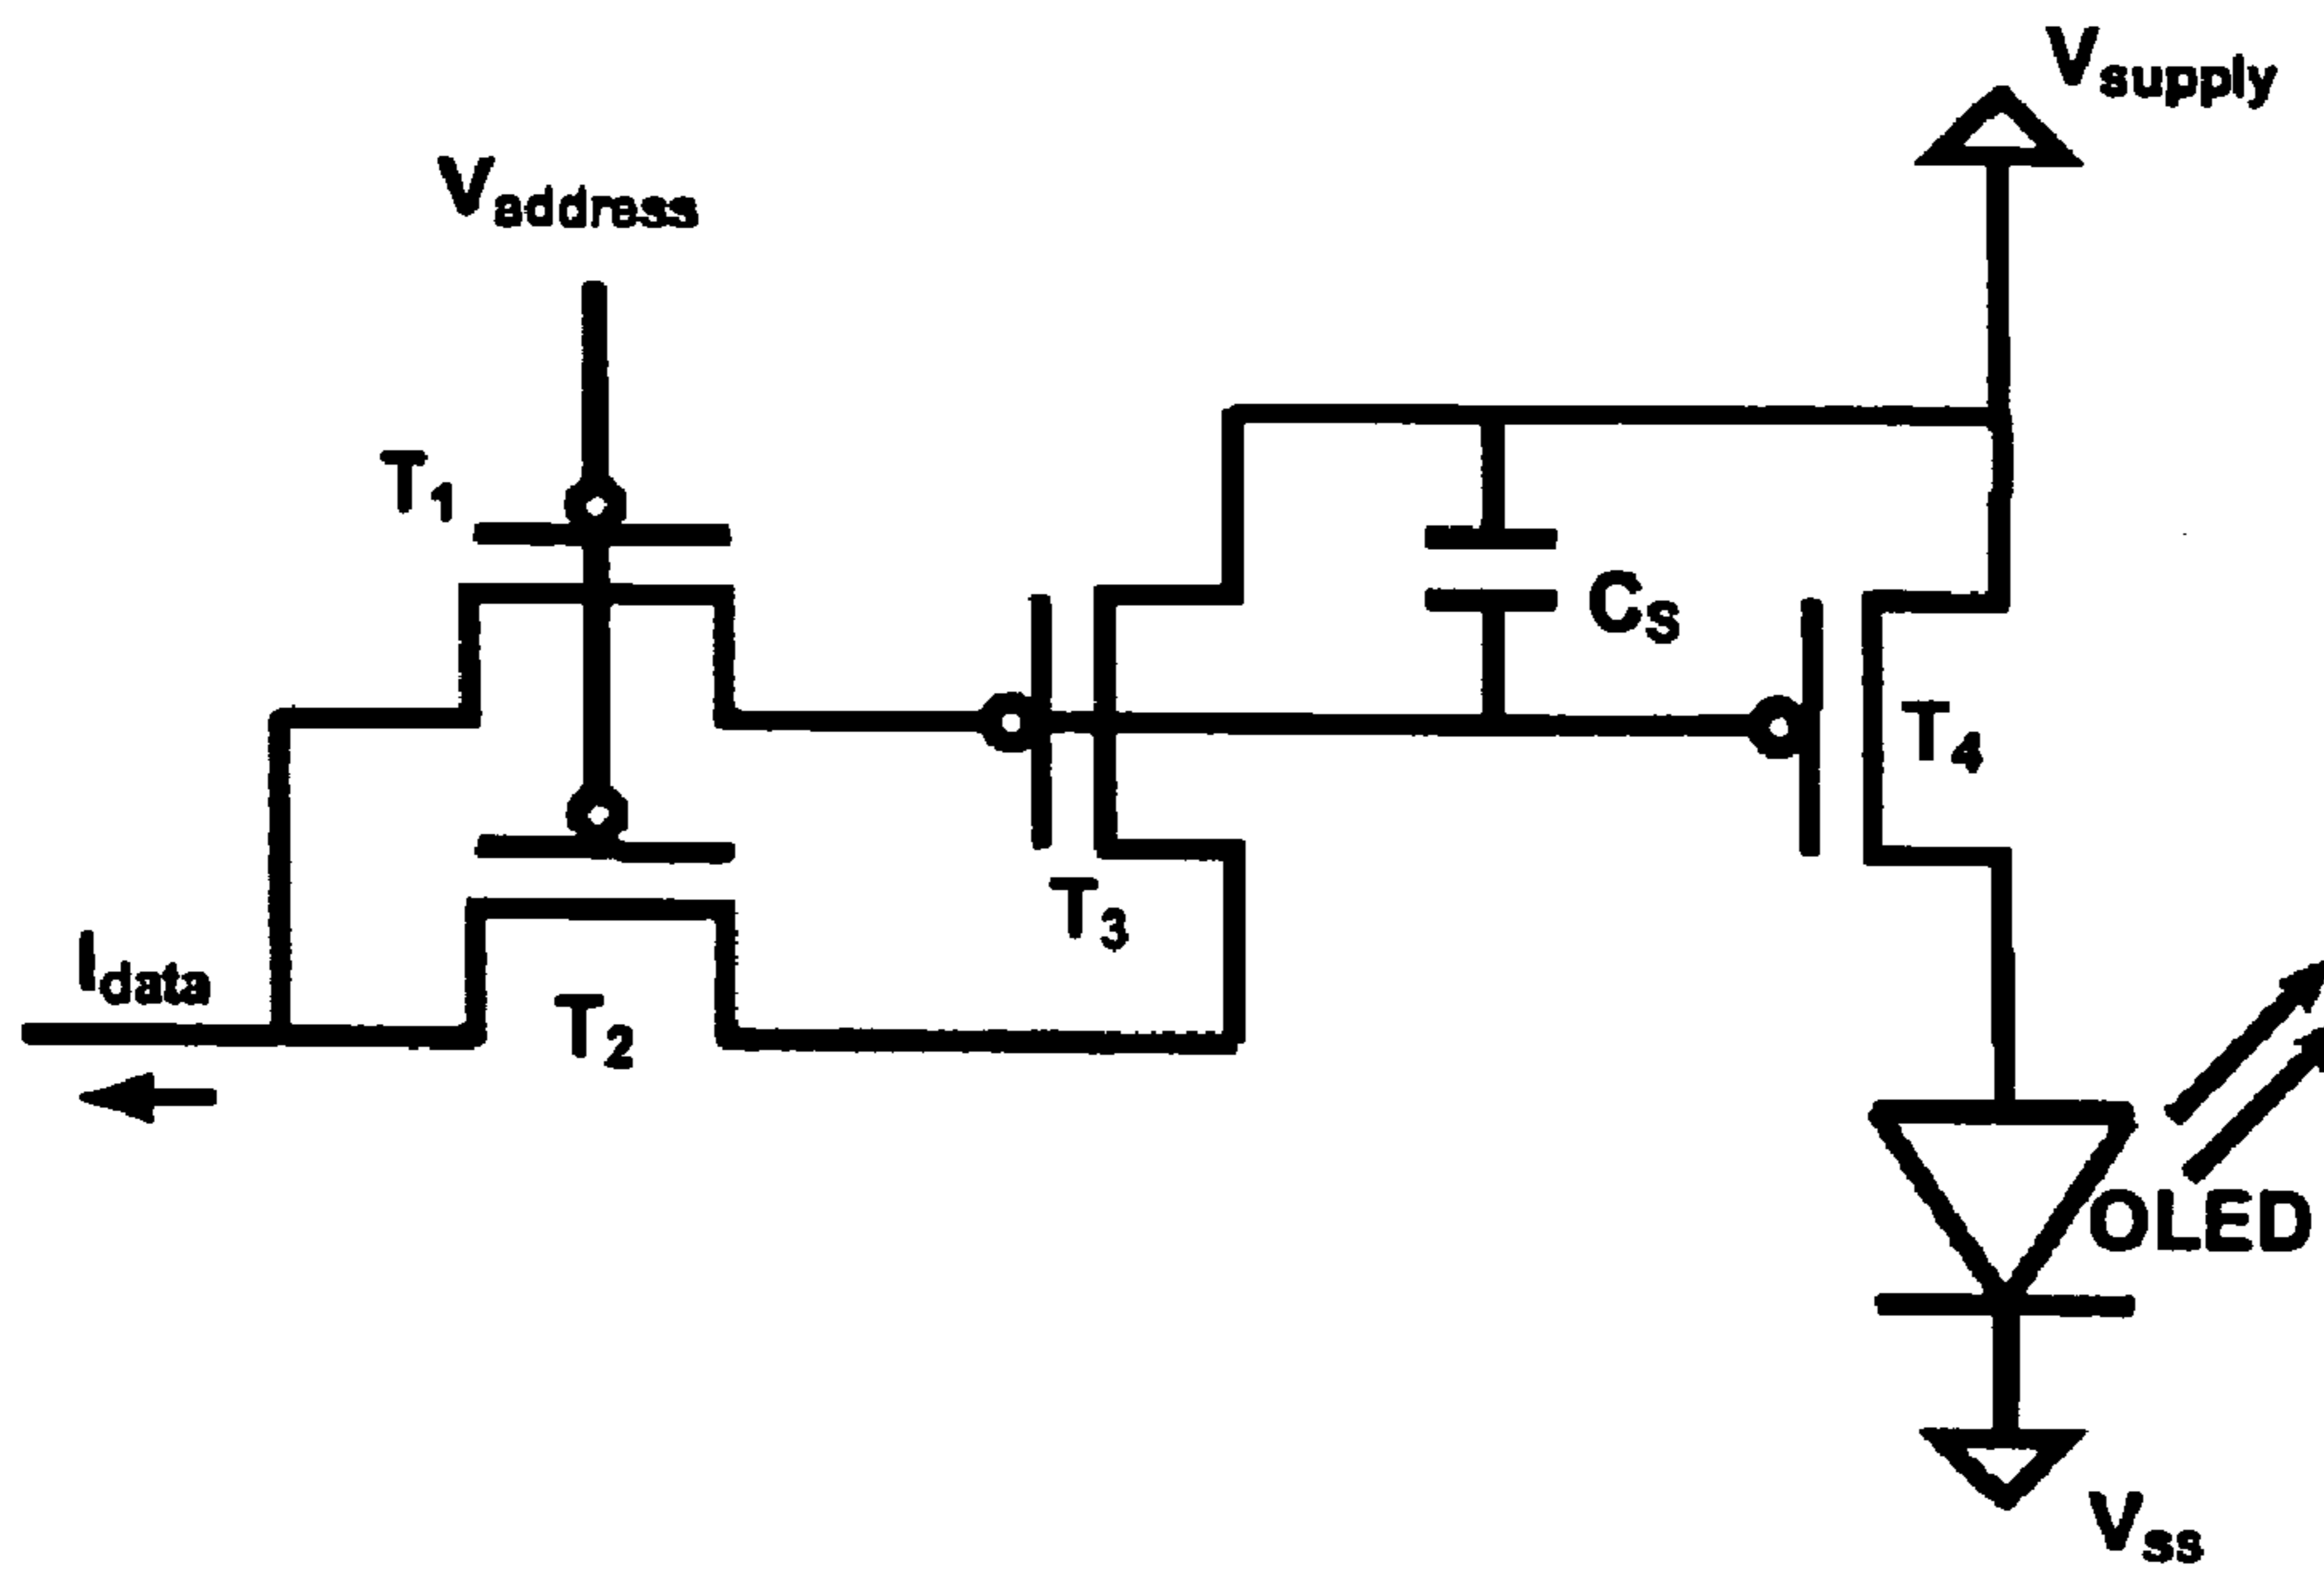 Vsupply
Vaddress
T1
Cs
T4
T3
Idata
T2
OLED
Vss